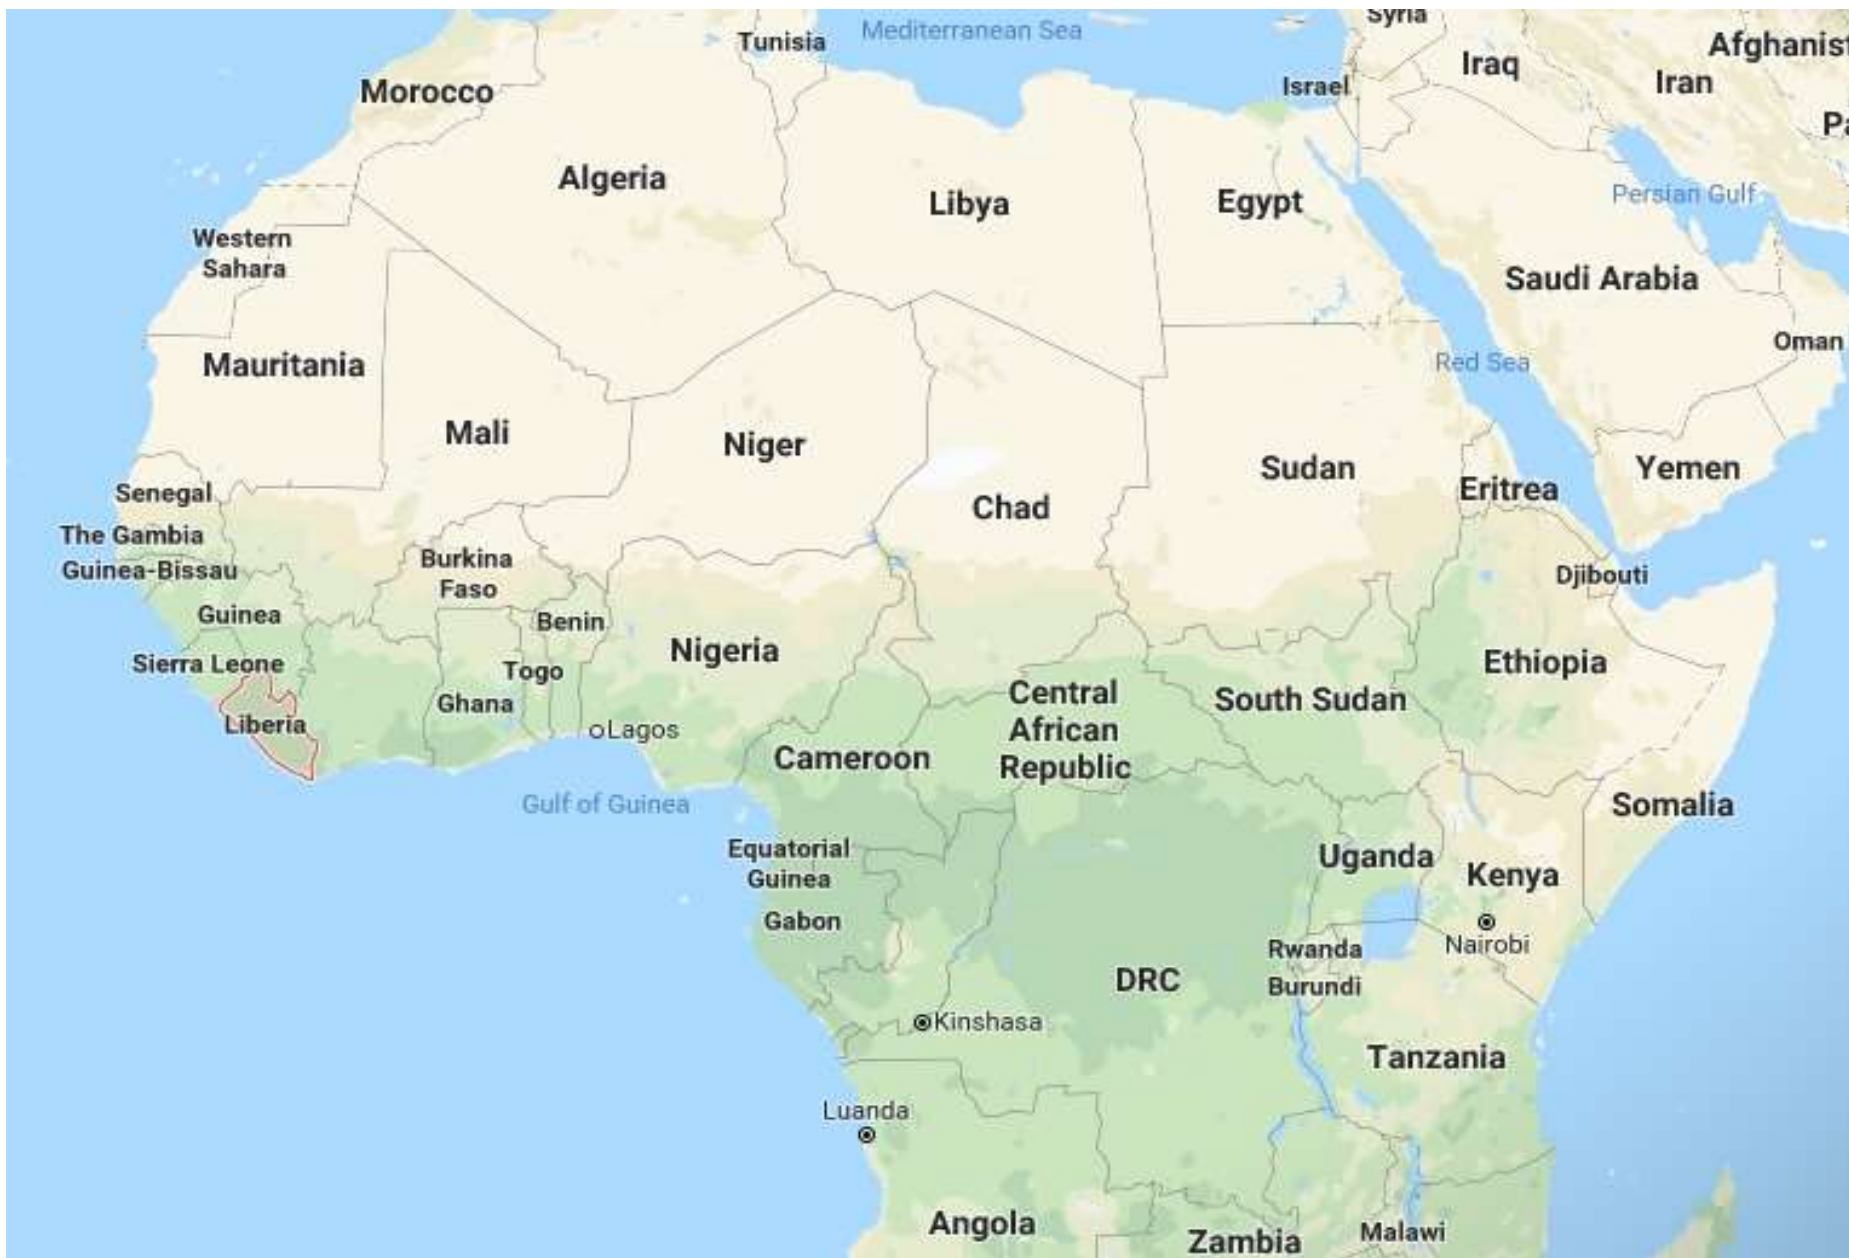 Mediterranean Sea
Tunisia
Syria
Afghanist
Iraq
Iran
Israel
Morocco
Pa
Algeria
Libya
Egypt
Persian Gulf
Western
Sahara
Saudi Arabia
Mauritania
Red Sea
Oman
Mali
Niger
Sudan
Yemen
Chad
Eritrea
Senegal
The Gambia
Guinea-Bissau
Burkina
Faso
Djibouti
Guinea
Benin
Nigeria
Sierra Leone
Togo
Ethiopia
Ghana
Central
African
Republic
South Sudan
Liberia
Lagos
Cameroon
Gulf of Guinea
Somalia
Equatorial
Guinea
Uganda
Kenya
Gabon
Nairobi
Rwanda
Burundi
DRC
Kinshasa
Tanzania
Luanda
Angola
Zambia
Malawi